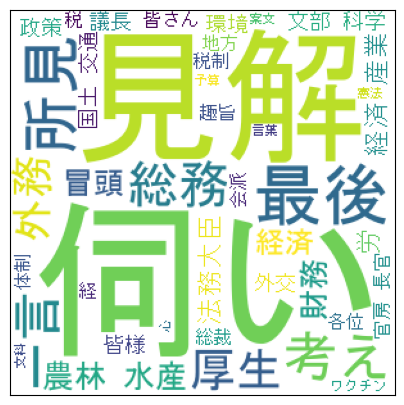 政策
税
議長
皆さん
環境
文部 科学
案文
地方
国土 交通
税制
予算
憲法
産業
所見
見解
経済
趣旨
言葉
外務
冒頭
総務
会派
最後
伺い
法務大臣
経済
労
体制
外交
財務
官房 長官
一言
総裁
各位
考え
文科
皆様
心
農林 水産
厚生
ワクチン